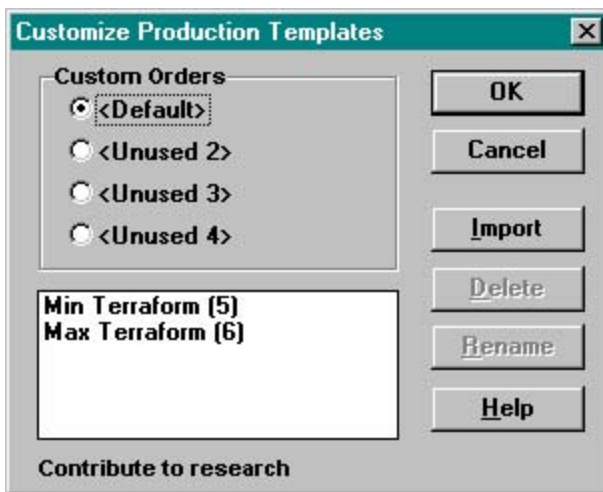 Customize Production Templates
Custom Orders
<Default>
<Unused 2>
<Unused 3>
<Unused 4>
OK
Cancel
Import
Delete
Rename
Help
Min Terraform (5)
Max Terraform (6)
Contribute to research